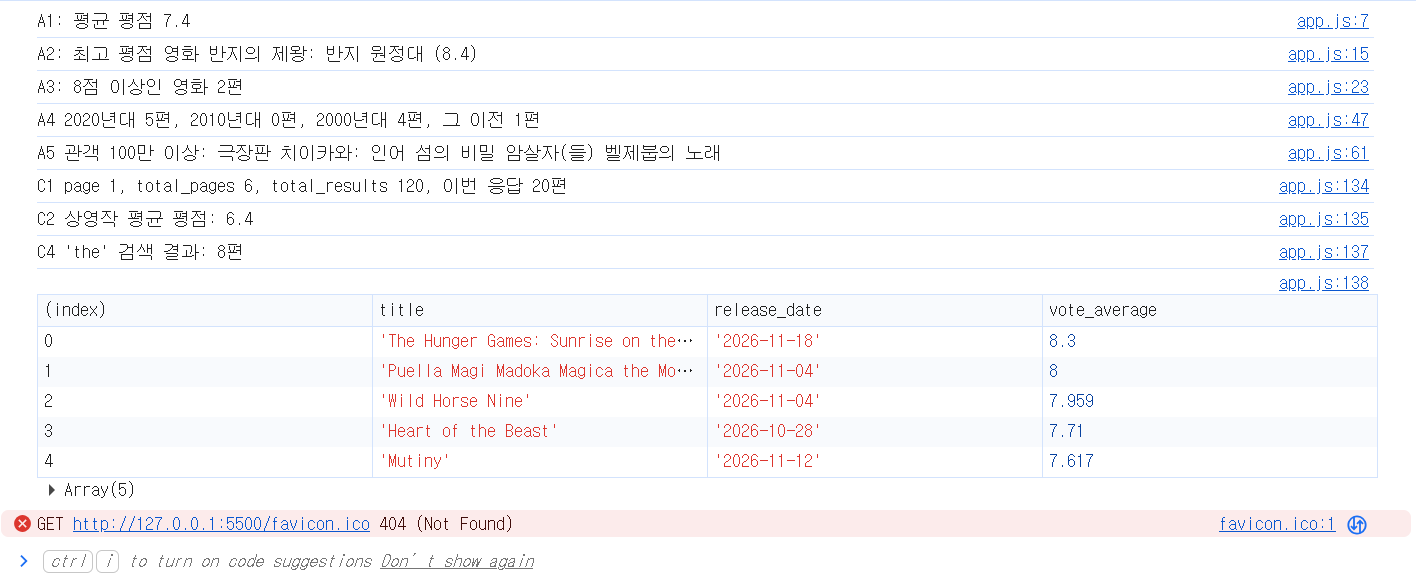 A1: 평균 평점 7.4 app.js:7
A2: 최고 평점 영화 반지의 제왕: 반지 원정대 (8.4) app.js:15
A3: 8점 이상인 영화 2편 app.js:23
A4 2020년대 5편, 2010년대 0편, 2000년대 4편, 그 이전 1편 app.js:47
A5 관객 100만 이상: 극장판 치이카와: 인어 섬의 비밀 암살자(들) 벨제붑의 노래 app.js:61
C1 page 1, total_pages 6, total_results 120, 이번 응답 20편 app.js:134
C2 상영작 평균 평점: 6.4 app.js:135
C4 'the' 검색 결과: 8편 app.js:137
app.js:138
(index) title release_date vote_average
0 'The Hunger Games: Sunrise on the… '2026-11-18' 8.3
1 'Puella Magi Madoka Magica the Mo… '2026-11-04' 8
2 'Wild Horse Nine' '2026-11-04' 7.959
3 'Heart of the Beast' '2026-10-28' 7.71
4 'Mutiny' '2026-11-12' 7.617
Array(5)
GET http://127.0.0.1:5500/favicon.ico 404 (Not Found) favicon.ico:1
ctrl i to turn on code suggestions Don't show again